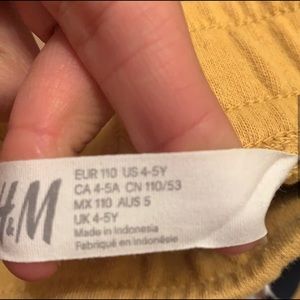 H&M
EUR 110 US 4-5Y
CA 4-5A CN 110/53
MX 110 AUS 5
UK 4-5Y
Made in Indonesia
Fabriqué en Indonésie